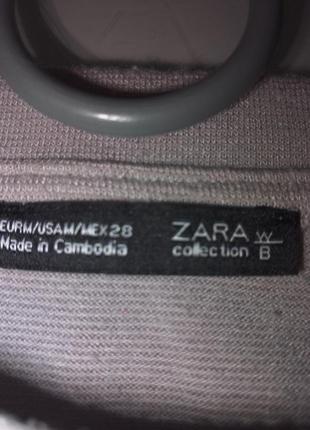 EURM/USAM/MEX28
Made in Cambodia
ZARA W
collection B